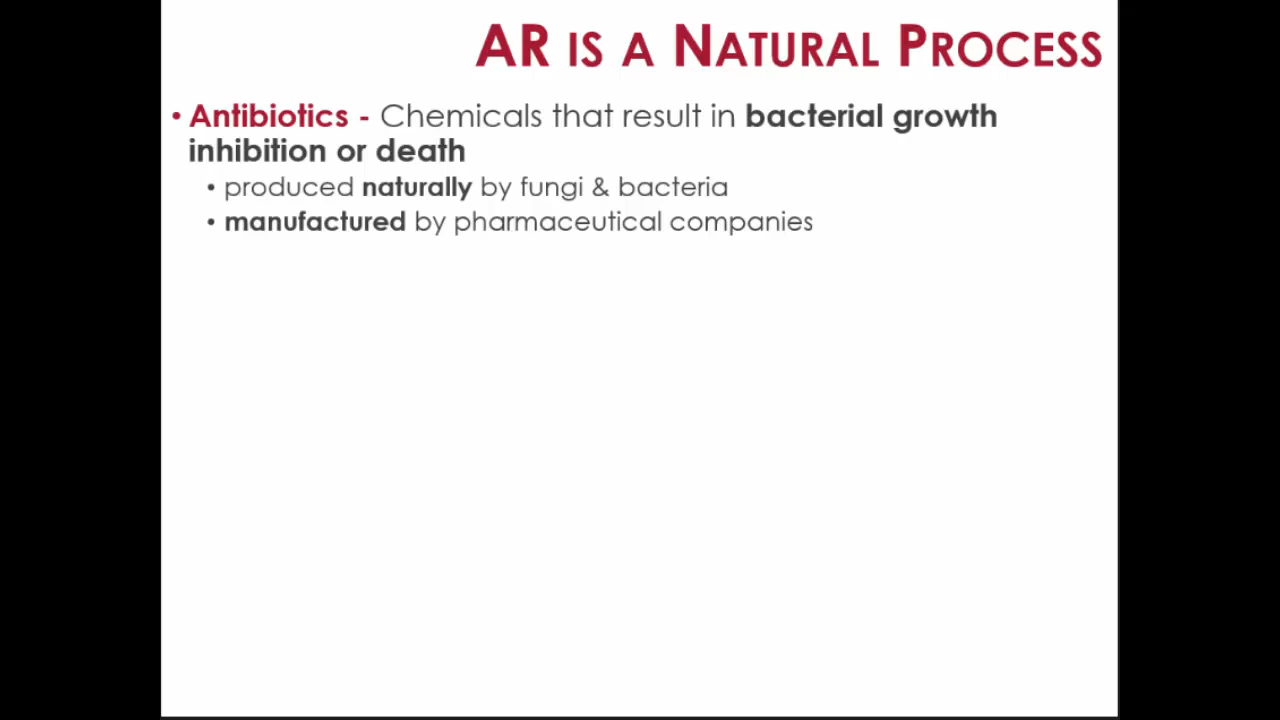 AR IS A NATURAL PROCESS
• Antibiotics - Chemicals that result in bacterial growth
inhibition or death
• produced naturally by fungi & bacteria
• manufactured by pharmaceutical companies